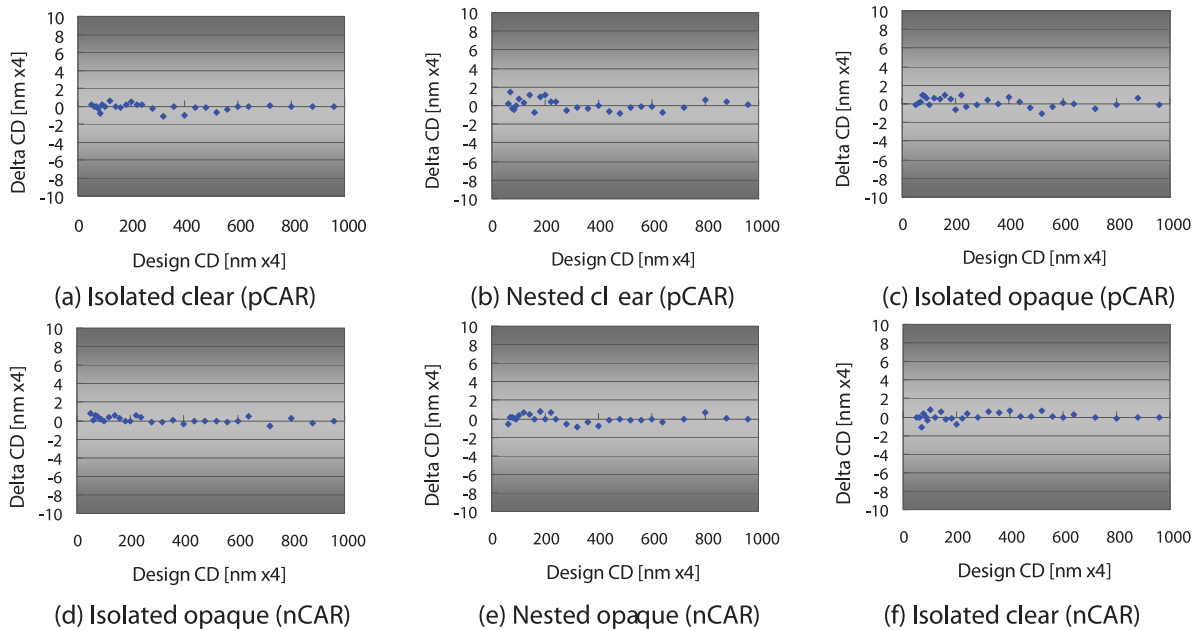 10
8
6
4
2
0
-2
-4
-6
-8
-10
Delta CD [nm x4]
0 200 400 600 800 1000
Design CD [nm x4]
(a) Isolated clear (pCAR)
10
8
6
4
2
0
-2
-4
-6
-8
-10
Delta CD [nm x4]
0 200 400 600 800 1000
Design CD [nm x4]
(b) Nested cl ear (pCAR)
10
8
6
4
2
0
-2
-4
-6
-8
-10
Delta CD [nm x4]
0 200 400 600 800 1000
Design CD [nm x4]
(c) Isolated opaque (pCAR)
10
8
6
4
2
0
-2
-4
-6
-8
-10
Delta CD [nm x4]
0 200 400 600 800 1000
Design CD [nm x4]
(d) Isolated opaque (nCAR)
10
8
6
4
2
0
-2
-4
-6
-8
-10
Delta CD [nm x4]
0 200 400 600 800 1000
Design CD [nm x4]
(e) Nested opaque (nCAR)
10
8
6
4
2
0
-2
-4
-6
-8
-10
Delta CD [nm x4]
0 200 400 600 800 1000
Design CD [nm x4]
(f) Isolated clear (nCAR)